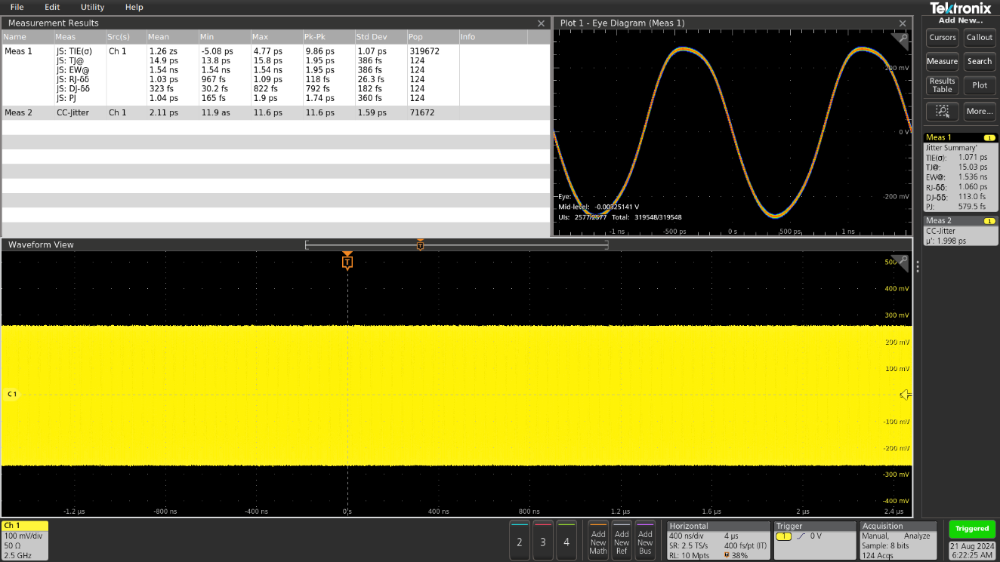 File Edit Utility Help
Tektronix
Add New...
Measurement Results
Name Meas Src(s) Mean Min Max Pk-Pk Std Dev Pop Info
Meas 1 JS: TIE(σ) Ch 1 1.26 zs -5.08 ps 4.77 ps 9.86 ps 1.07 ps 319672
JS: TJ@ 14.9 ps 13.8 ps 15.8 ps 1.95 ps 386 fs 124
JS: EW@ 1.54 ns 1.54 ns 1.54 ns 1.95 ps 386 fs 124
JS: RJ-δδ 1.03 ps 967 fs 1.09 ps 118 fs 26.3 fs 124
JS: DJ-δδ 323 fs 30.2 fs 822 fs 792 fs 182 fs 124
JS: PJ 1.04 ps 165 fs 1.9 ps 1.74 ps 360 fs 124
Meas 2 CC-Jitter Ch 1 2.11 ps 11.9 as 11.6 ps 11.6 ps 1.59 ps 71672
Plot 1 - Eye Diagram (Meas 1)
200 mV
0 V
-200 mV
Eye:
Mid-level: -0.00325141 V
UIs: 2577/2577 Total: 319548/319548
-1 ns -500 ps 0 s 500 ps 1 ns
Cursors Callout
Measure Search
Results Table Plot
More...
Meas 1 1
Jitter Summary'
TIE(σ): 1.071 ps
TJ@: 15.03 ps
EW@: 1.536 ns
RJ-δδ: 1.060 ps
DJ-δδ: 113.0 fs
PJ: 579.5 fs
Meas 2 1
CC-Jitter
µ': 1.998 ps
Waveform View
T
T
500
400 mV
300 mV
200 mV
100 mV
C 1
-100 mV
-200 mV
-300 mV
-400 mV
-1.2 µs -800 ns -400 ns 0 s 400 ns 800 ns 1.2 µs 1.6 µs 2 µs 2.4 µs
Ch 1
100 mV/div
50 Ω
2.5 GHz
2 3 4
Add New Math
Add New Ref
Add New Bus
Horizontal
400 ns/div 4 µs
SR: 2.5 TS/s 400 fs/pt (IT)
RL: 10 Mpts 38%
Trigger
1 0 V
Acquisition
Manual, Analyze
Sample: 8 bits
124 Acqs
Triggered
21 Aug 2024
6:22:25 AM